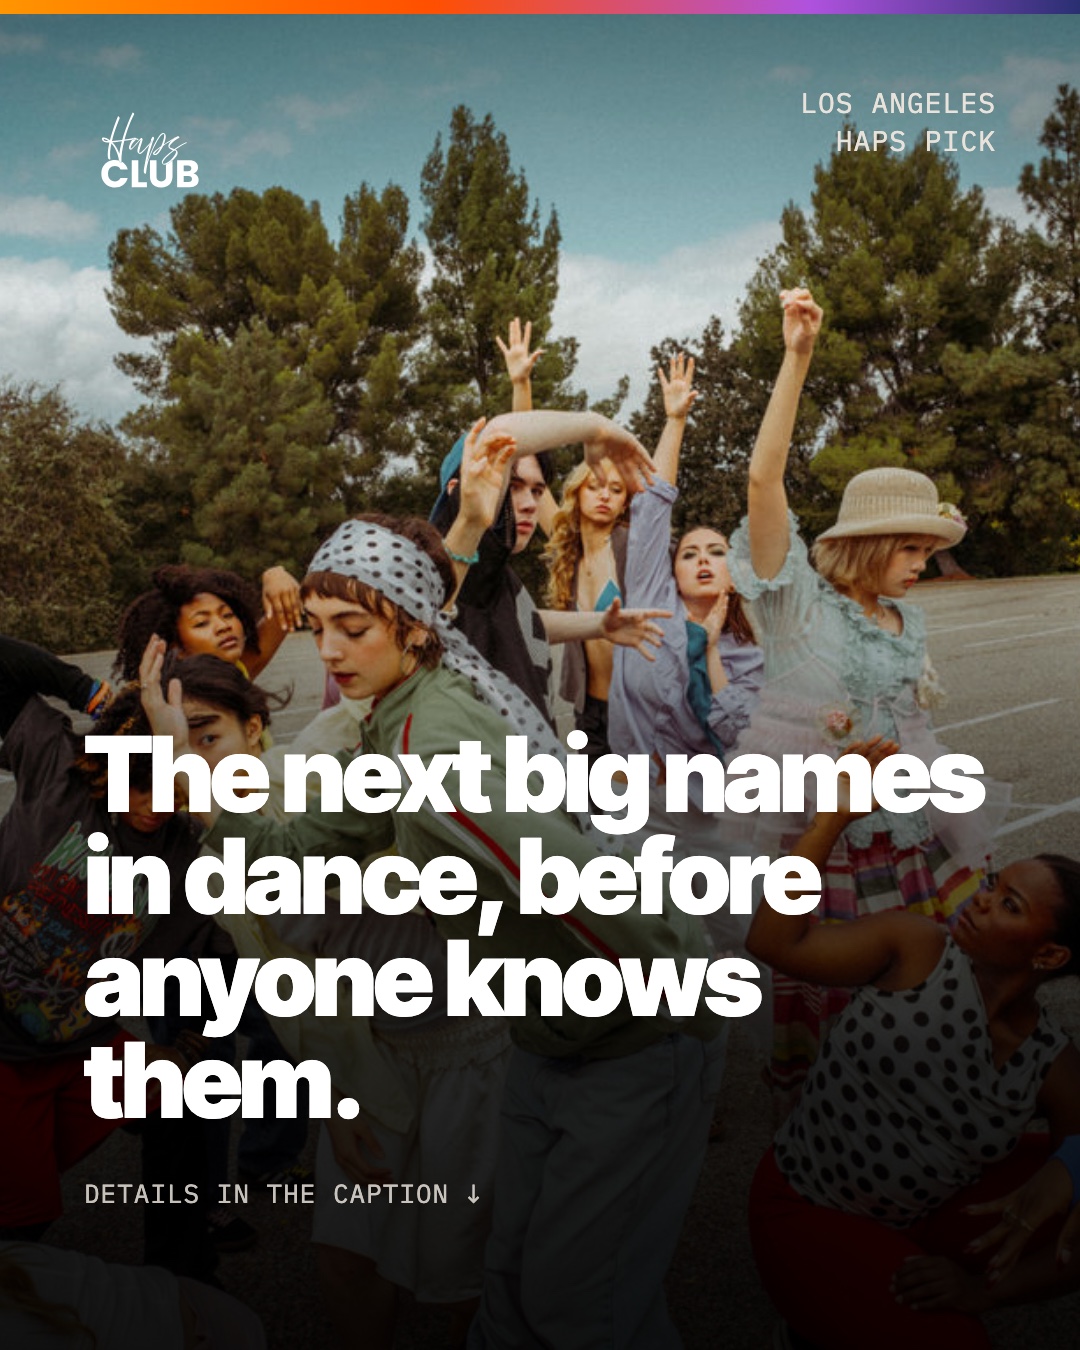 Haps
CLUB
LOS ANGELES
HAPS PICK
The next big names
in dance, before
anyone knows
them.
DETAILS IN THE CAPTION ↓